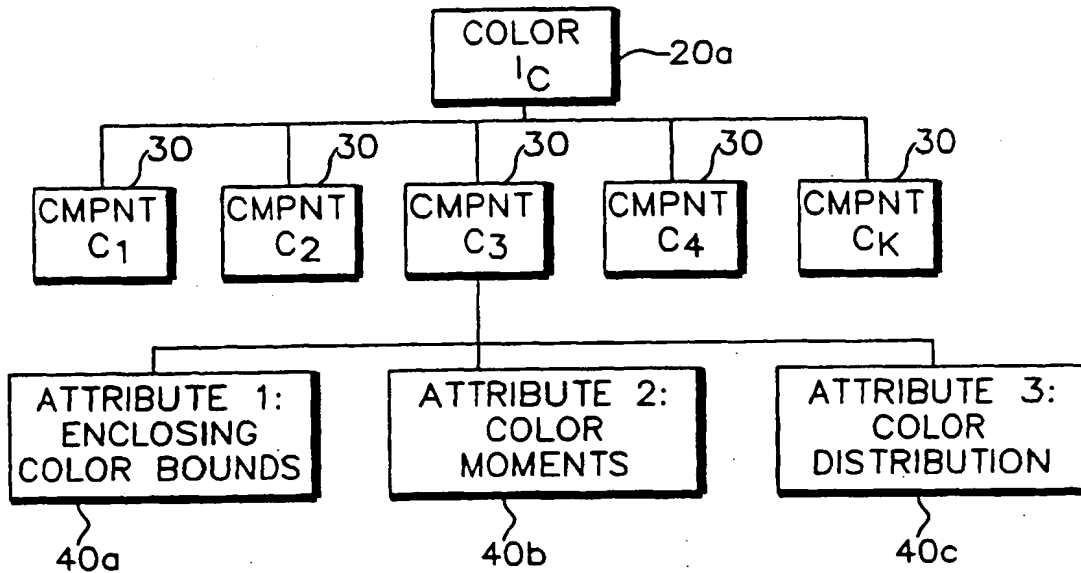 COLOR
IC
20a
30 30 30 30 30
CMPNT C1
CMPNT C2
CMPNT C3
CMPNT C4
CMPNT CK
ATTRIBUTE 1:
ENCLOSING
COLOR BOUNDS
ATTRIBUTE 2:
COLOR
MOMENTS
ATTRIBUTE 3:
COLOR
DISTRIBUTION
40a 40b 40c